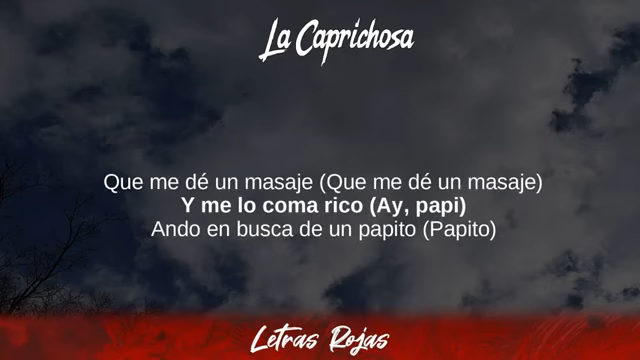 La Caprichosa
Que me dé un masaje (Que me dé un masaje)
Y me lo coma rico (Ay, papi)
Ando en busca de un papito (Papito)
Letras Rojas